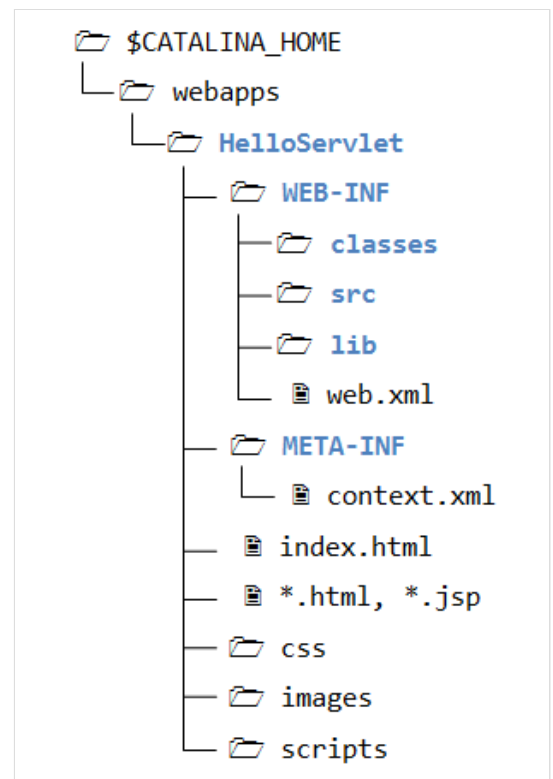 $CATALINA_HOME
webapps
HelloServlet
WEB-INF
classes
src
lib
web.xml
META-INF
context.xml
index.html
*.html, *.jsp
css
images
scripts